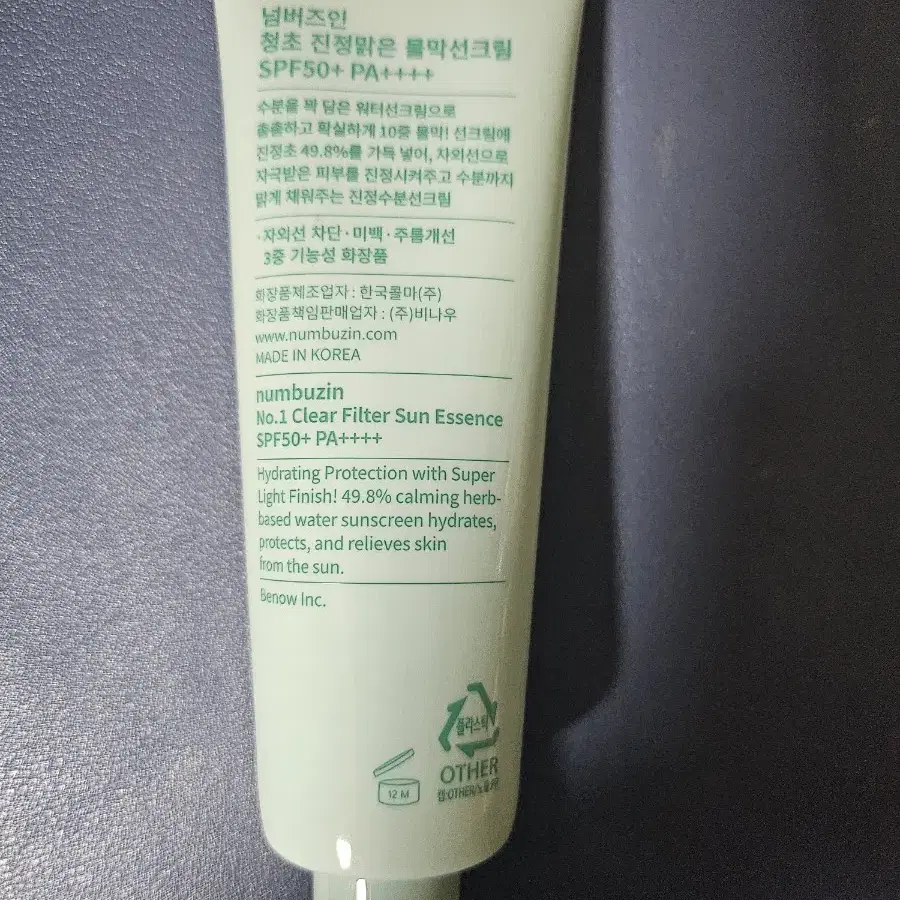 넘버즈인
청초 진정맑은 물막선크림
SPF50+ PA++++
수분을 꽉 담은 워터선크림으로
촘촘하고 확실하게 10중 물막! 선크림에
진정초 49.8%를 가득 넣어, 자외선으로
자극받은 피부를 진정시켜주고 수분까지
맑게 채워주는 진정수분선크림
·자외선 차단·미백·주름개선
3중 기능성 화장품
화장품제조업자 : 한국콜마(주)
화장품책임판매업자 : (주)비나우
www.numbuzin.com
MADE IN KOREA
numbuzin
No.1 Clear Filter Sun Essence
SPF50+ PA++++
Hydrating Protection with Super
Light Finish! 49.8% calming herb-
based water sunscreen hydrates,
protects, and relieves skin
from the sun.
Benow Inc.
플라스틱
OTHER
12 M
캡:OTHER/노즐:PP